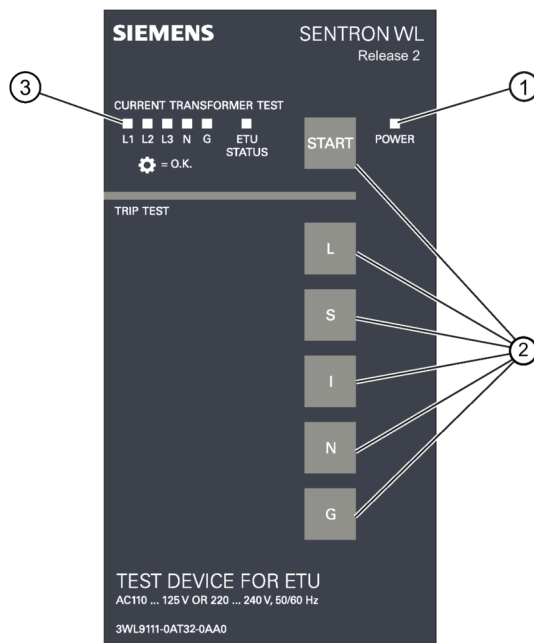 SIEMENS SENTRON WL
Release 2
3
1
CURRENT TRANSFORMER TEST
L1 L2 L3 N G ETU STATUS
START
POWER
= O.K.
TRIP TEST
L
S
I
2
N
G
TEST DEVICE FOR ETU
AC110 ... 125 V OR 220 ... 240 V, 50/60 Hz
3WL9111-0AT32-0AA0